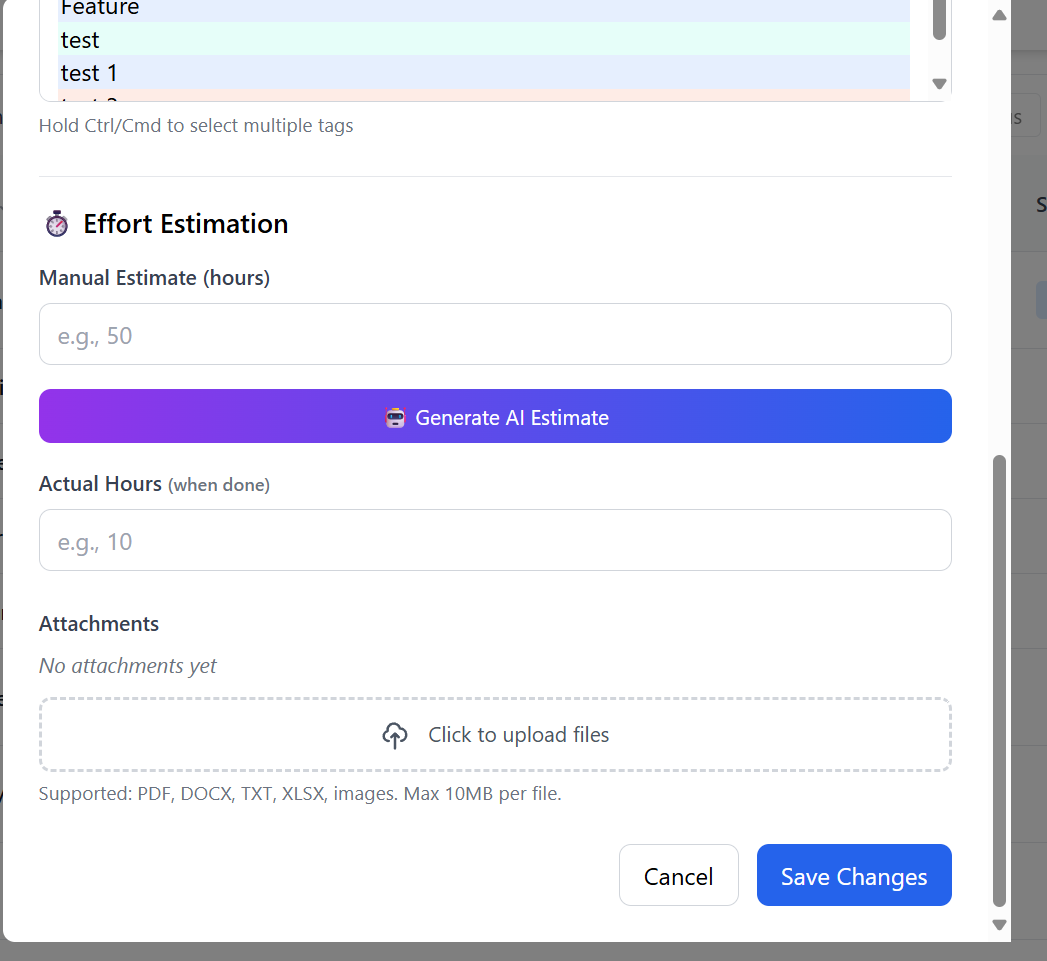 Feature
test
test 1
Hold Ctrl/Cmd to select multiple tags
Effort Estimation
Manual Estimate (hours)
e.g., 50
Generate AI Estimate
Actual Hours (when done)
e.g., 10
Attachments
No attachments yet
Click to upload files
Supported: PDF, DOCX, TXT, XLSX, images. Max 10MB per file.
Cancel
Save Changes